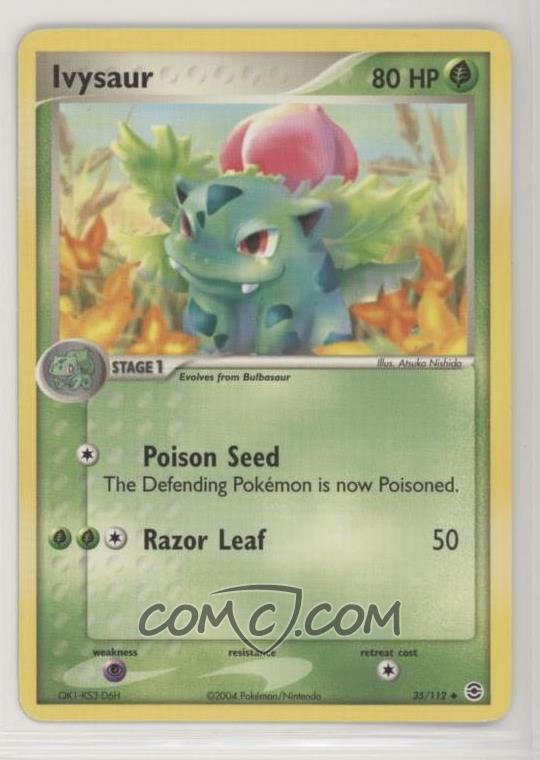 Ivysaur 80 HP
Illus. Atsuko Nishida
STAGE 1
Evolves from Bulbasaur
Poison Seed
The Defending Pokémon is now Poisoned.
Razor Leaf 50
COMC.COM
weakness resistance retreat cost
QK1-KS3-D6H ©2004 Pokémon/Nintendo 35/112